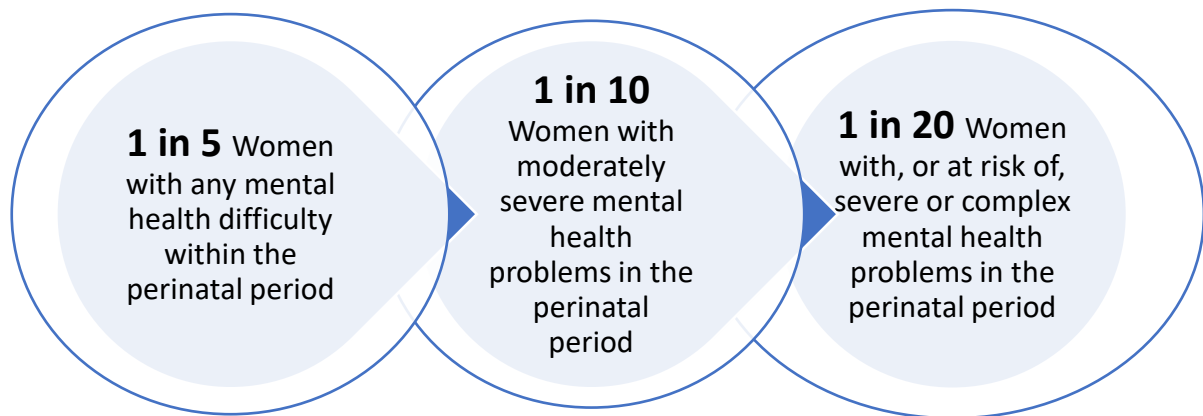 1 in 5 Women
with any mental
health difficulty
within the
perinatal period
1 in 10
Women with
moderately
severe mental
health
problems in the
perinatal
period
1 in 20 Women
with, or at risk of,
severe or complex
mental health
problems in the
perinatal period